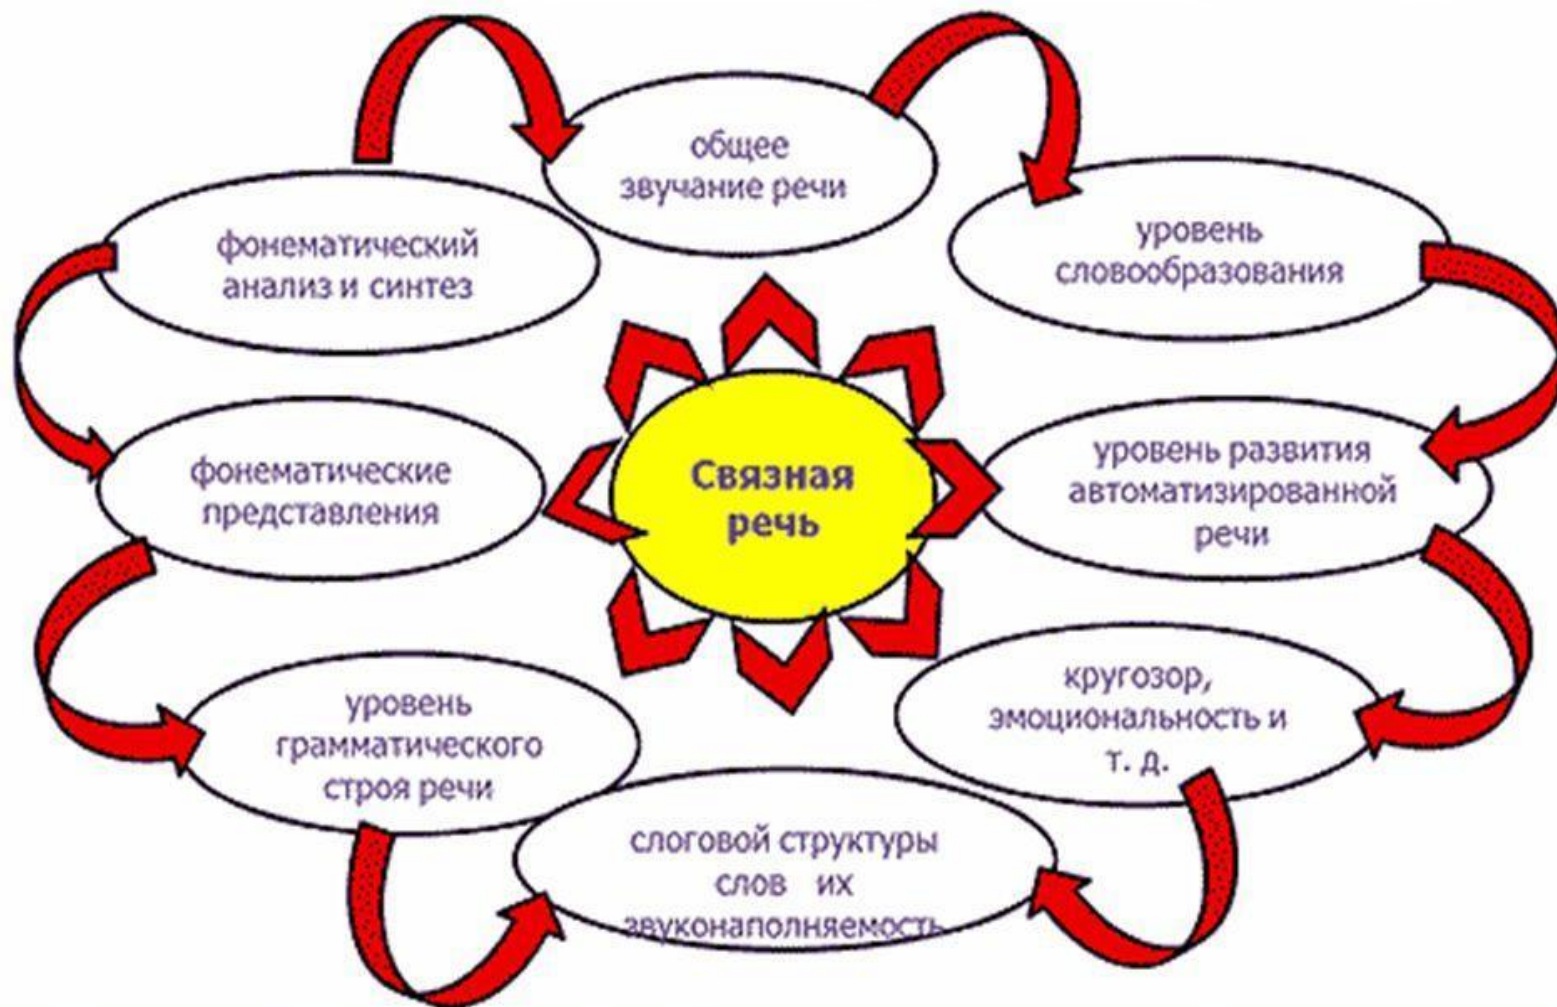 общее
звучание речи
фонематический
анализ и синтез
уровень
словообразования
фонематические
представления
Связная
речь
уровень развития
автоматизированной
речи
уровень
грамматического
строя речи
кругозор,
эмоциональность и
т. д.
слоговой структуры
слов их
звуконаполняемость